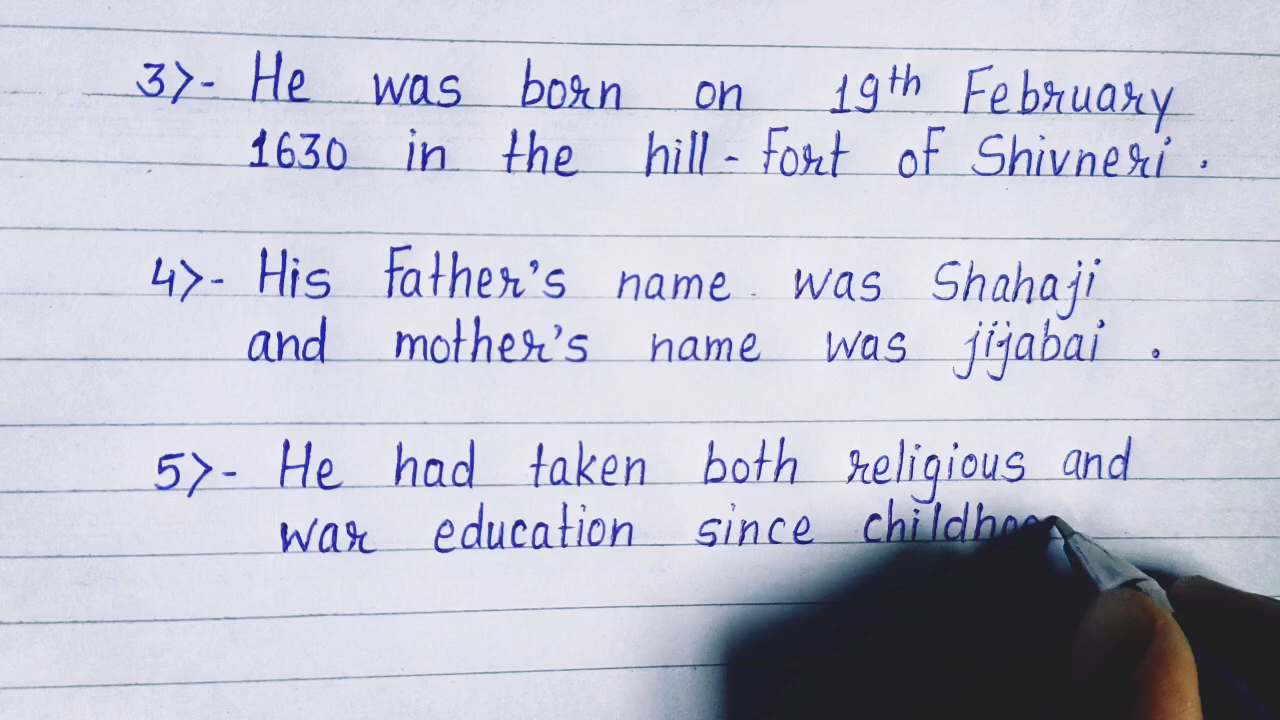 3>- He was born on 19th February
1630 in the hill-fort of Shivneri.
4>- His father's name was Shahaji
and mother's name was jijabai.
5>- He had taken both religious and
war education since